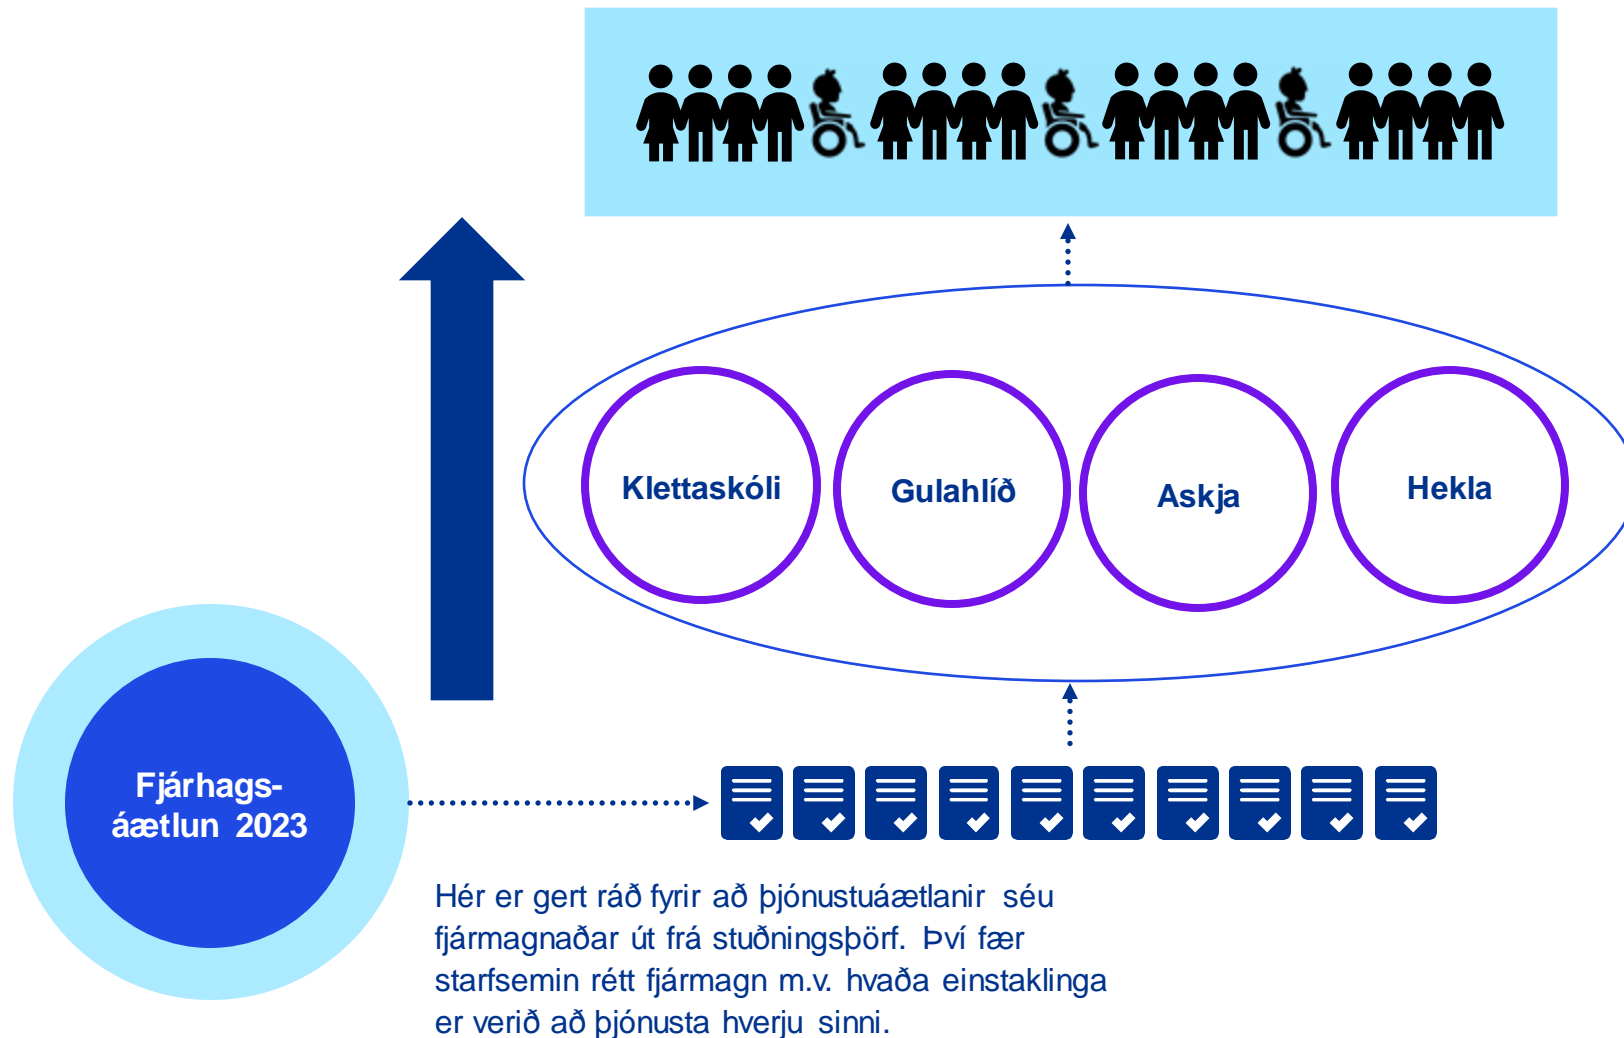 Klettaskóli
Gulahlíð
Askja
Hekla
Fjárhags-
áætlun 2023
Hér er gert ráð fyrir að þjónustuáætlanir séu
fjármagnaðar út frá stuðningsþörf. Því fær
starfsemin rétt fjármagn m.v. hvaða einstaklinga
er verið að þjónusta hverju sinni.